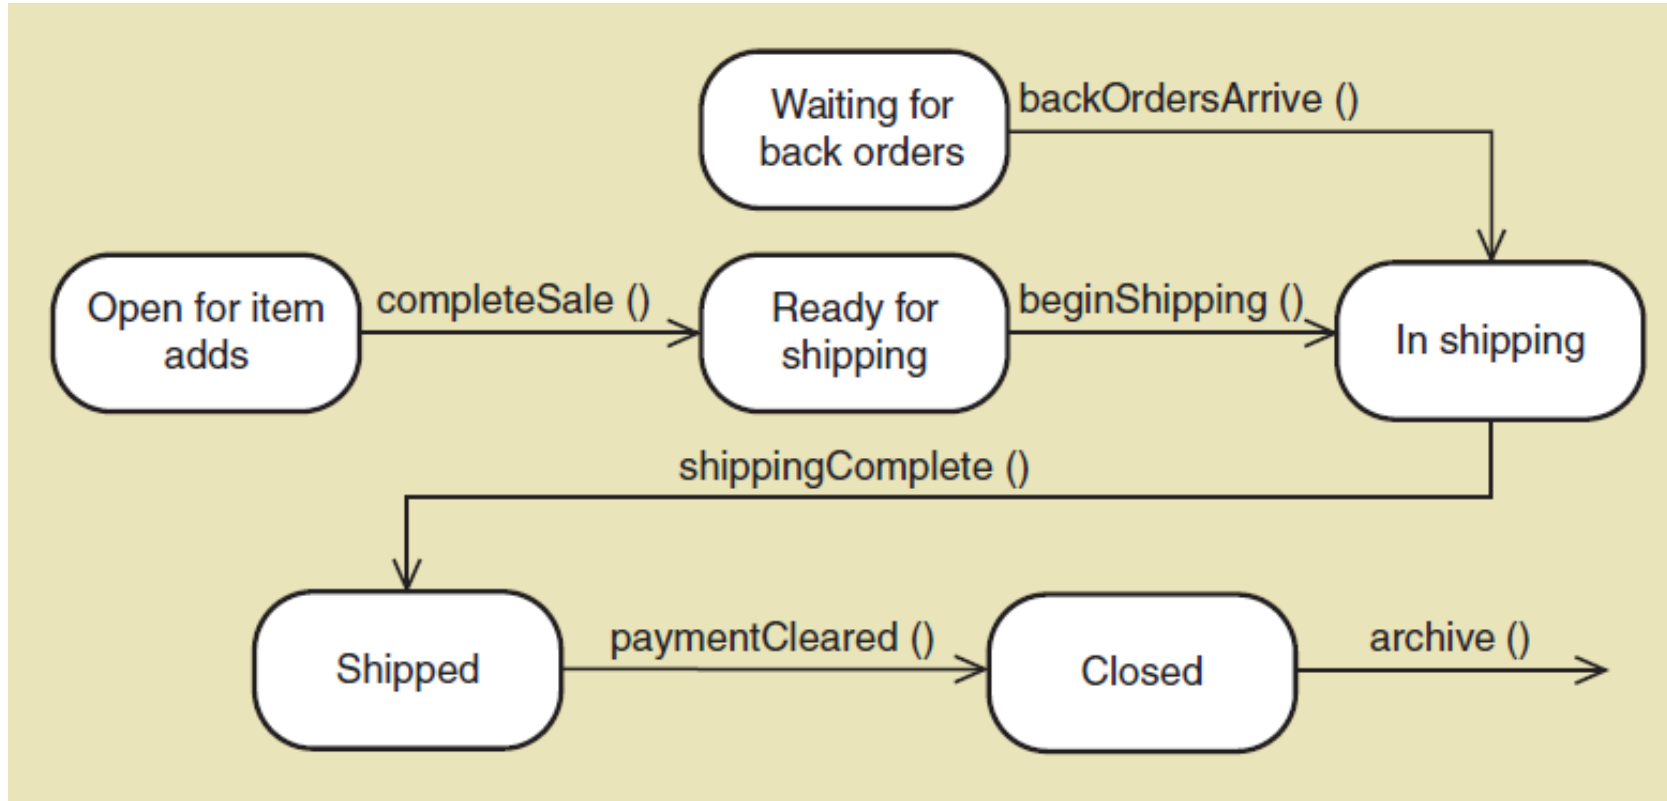 Waiting for
back orders
backOrdersArrive ()
Open for item
adds
completeSale ()
Ready for
shipping
beginShipping ()
In shipping
shippingComplete ()
Shipped
paymentCleared ()
Closed
archive ()